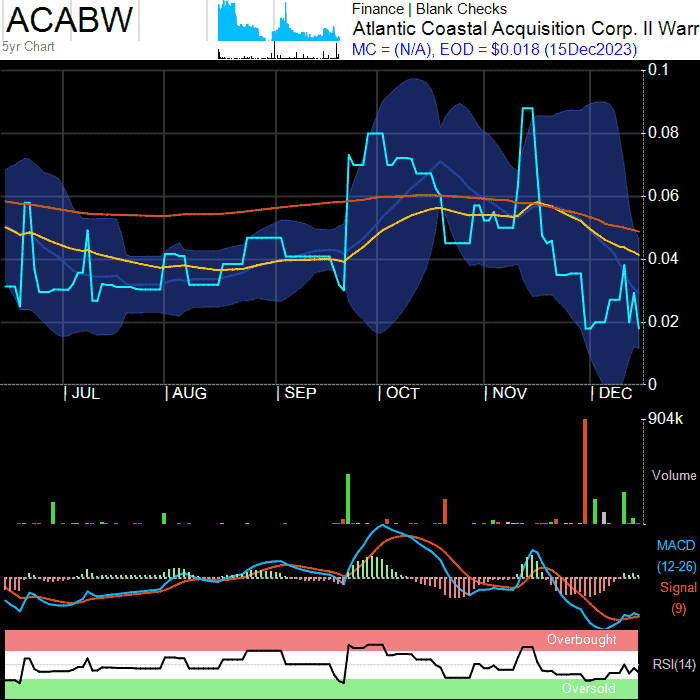 ACABW
5yr Chart
Finance | Blank Checks
Atlantic Coastal Acquisition Corp. II Warr
MC = (N/A), EOD = $0.018 (15Dec2023)
0.1
0.08
0.06
0.04
0.02
0
JUL AUG SEP OCT NOV DEC
904k
Volume
MACD
(12-26)
Signal
(9)
Overbought
RSI(14)
Oversold